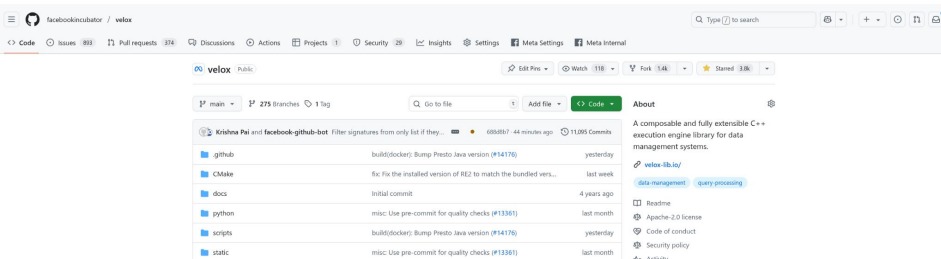 facebookincubator / velox
Type / to search
<> Code Issues 893 Pull requests 374 Discussions Actions Projects 1 Security 29 Insights Settings Meta Settings Meta Internal
velox Public
Edit Pins Watch 118 Fork 1.4k Starred 3.8k
main 275 Branches 1 Tag Go to file t Add file <> Code
Krishna Pai and facebook-github-bot Filter signatures from only list if they... 688d8b7 · 44 minutes ago 11,095 Commits
.github build(docker): Bump Presto Java version (#14176) yesterday
CMake fix: Fix the installed version of RE2 to match the bundled vers... last week
docs Initial commit 4 years ago
python misc: Use pre-commit for quality checks (#13361) last month
scripts build(docker): Bump Presto Java version (#14176) yesterday
static misc: Use pre-commit for quality checks (#13361) last month
About
A composable and fully extensible C++
execution engine library for data
management systems.
velox-lib.io/
data-management query-processing
Readme
Apache-2.0 license
Code of conduct
Security policy
Activity